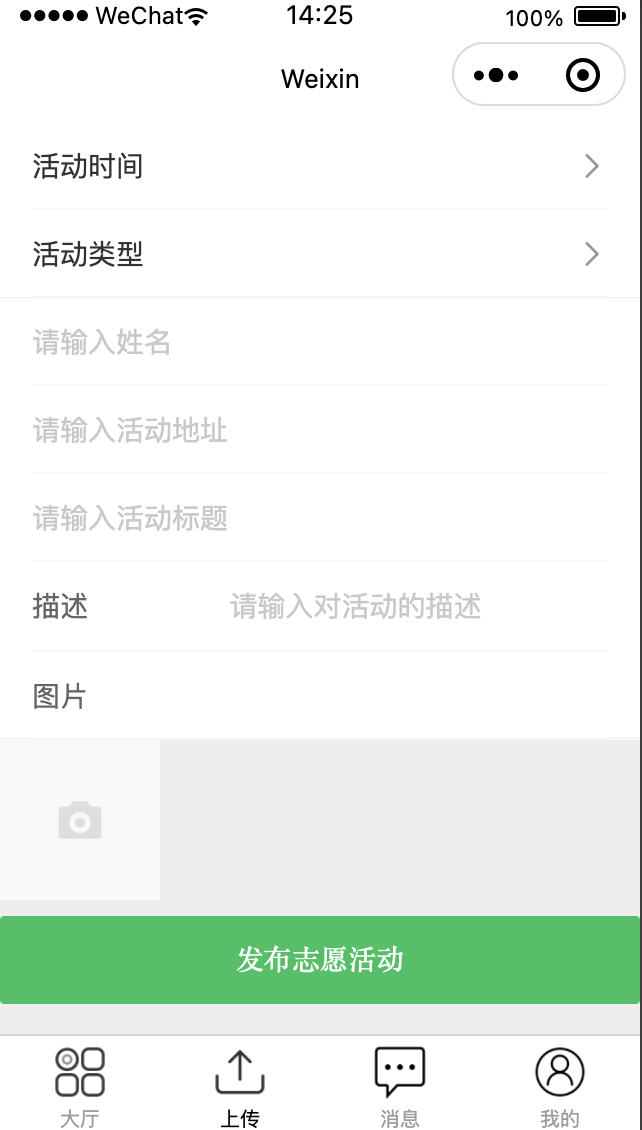 WeChat 14:25 100%
Weixin
活动时间
活动类型
请输入姓名
请输入活动地址
请输入活动标题
描述 请输入对活动的描述
图片
发布志愿活动
大厅 上传 消息 我的